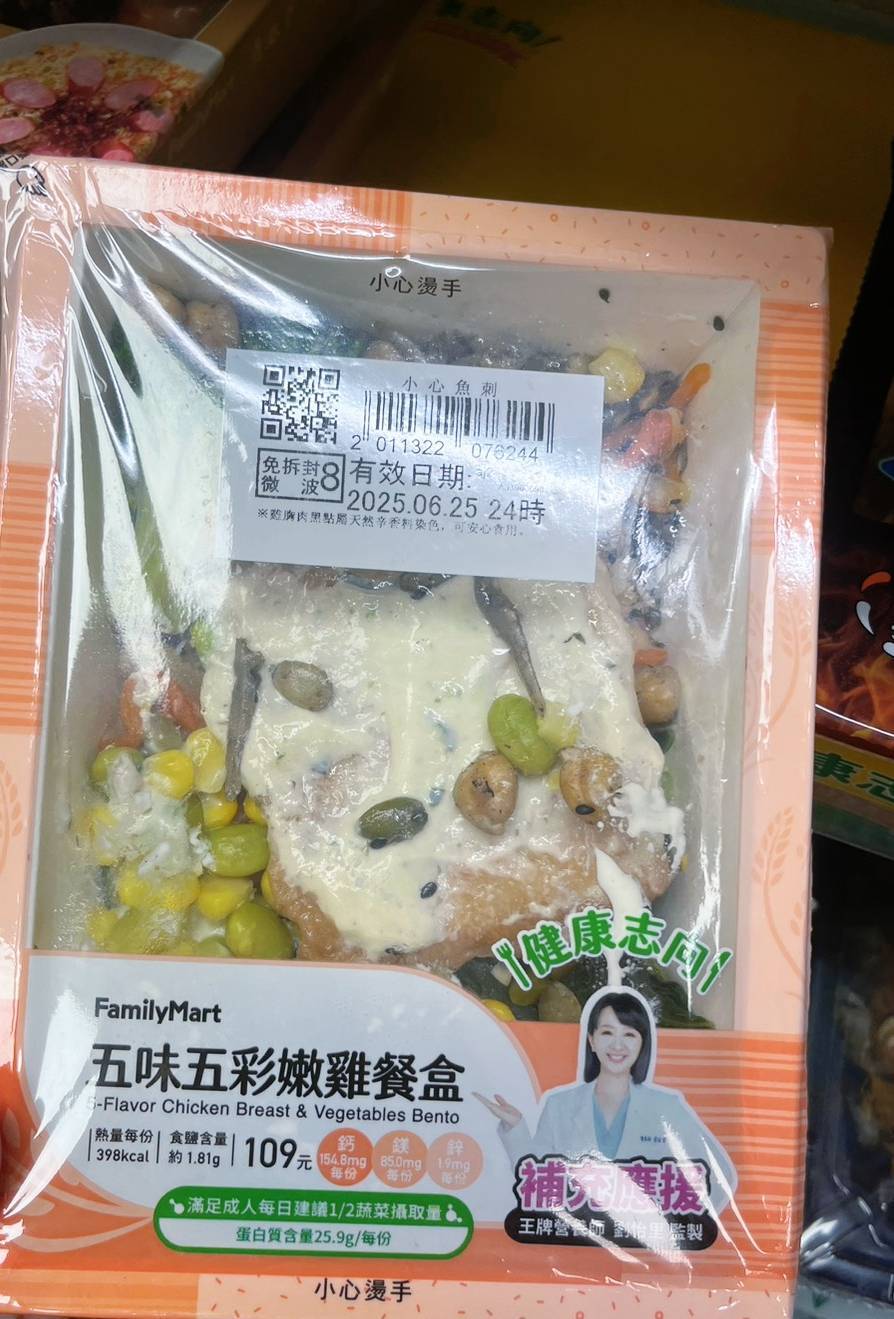 小心燙手
小心魚刺
2 011322 076244
免拆封
微 波 8
有效日期:
2025.06.25 24時
※雞胸肉黑點屬天然辛香料染色,可安心食用。
健康志向
FamilyMart
五味五彩嫩雞餐盒
5-Flavor Chicken Breast & Vegetables Bento
熱量每份
398kcal
食鹽含量
約 1.81g
109元
鈣
154.8mg
每份
鎂
85.0mg
每份
鋅
1.9mg
每份
滿足成人每日建議1/2蔬菜攝取量
蛋白質含量25.9g/每份
補充應援
王牌營養師 劉怡里 監製
小心燙手